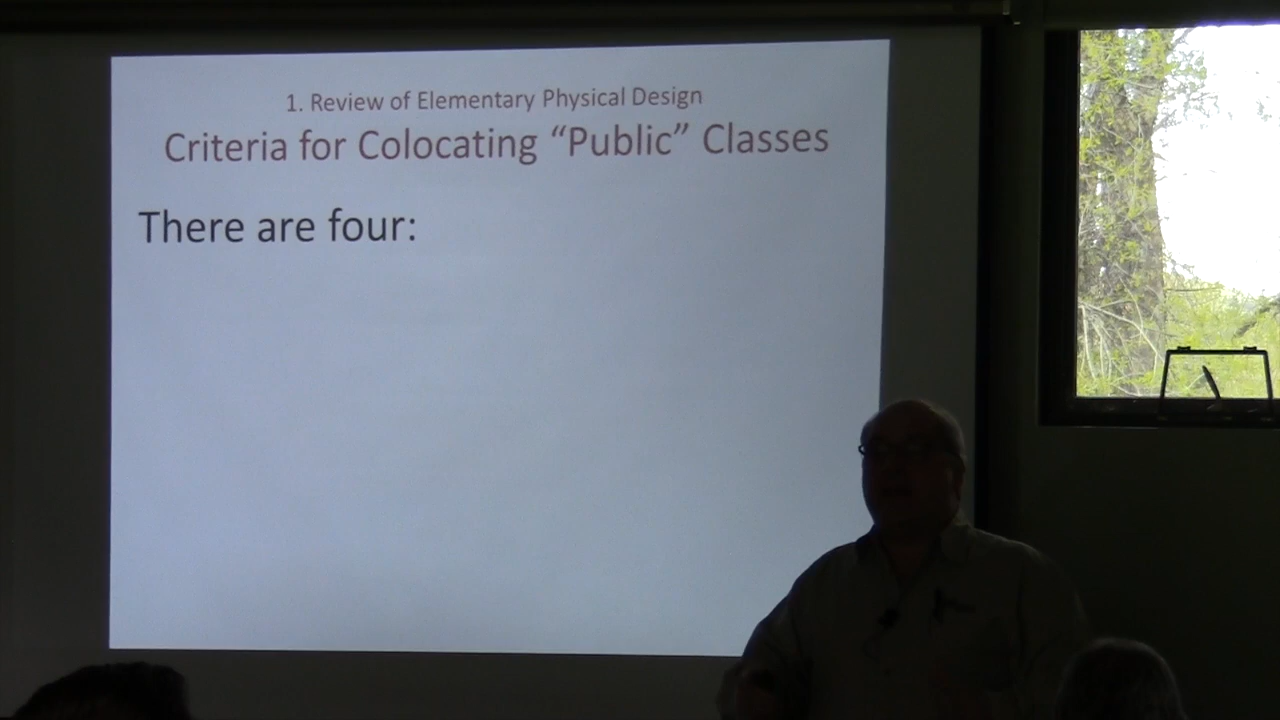 1. Review of Elementary Physical Design
Criteria for Colocating “Public” Classes
There are four: